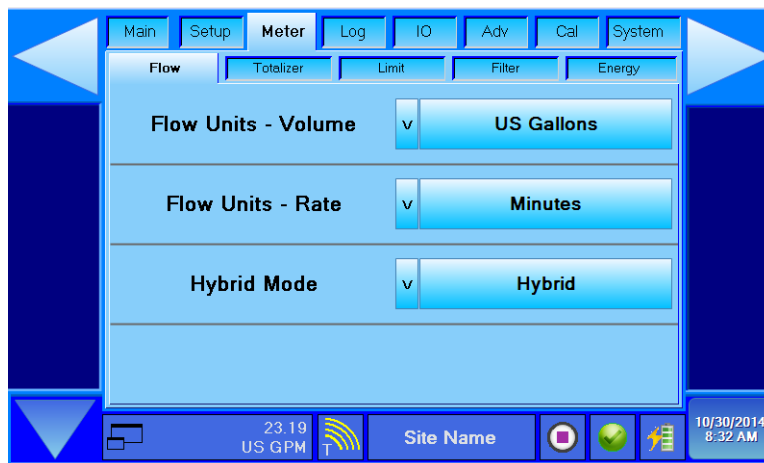 Main Setup Meter Log IO Adv Cal System
Flow Totalizer Limit Filter Energy
Flow Units - Volume v US Gallons
Flow Units - Rate v Minutes
Hybrid Mode v Hybrid
23.19
US GPM T Site Name
10/30/2014
8:32 AM